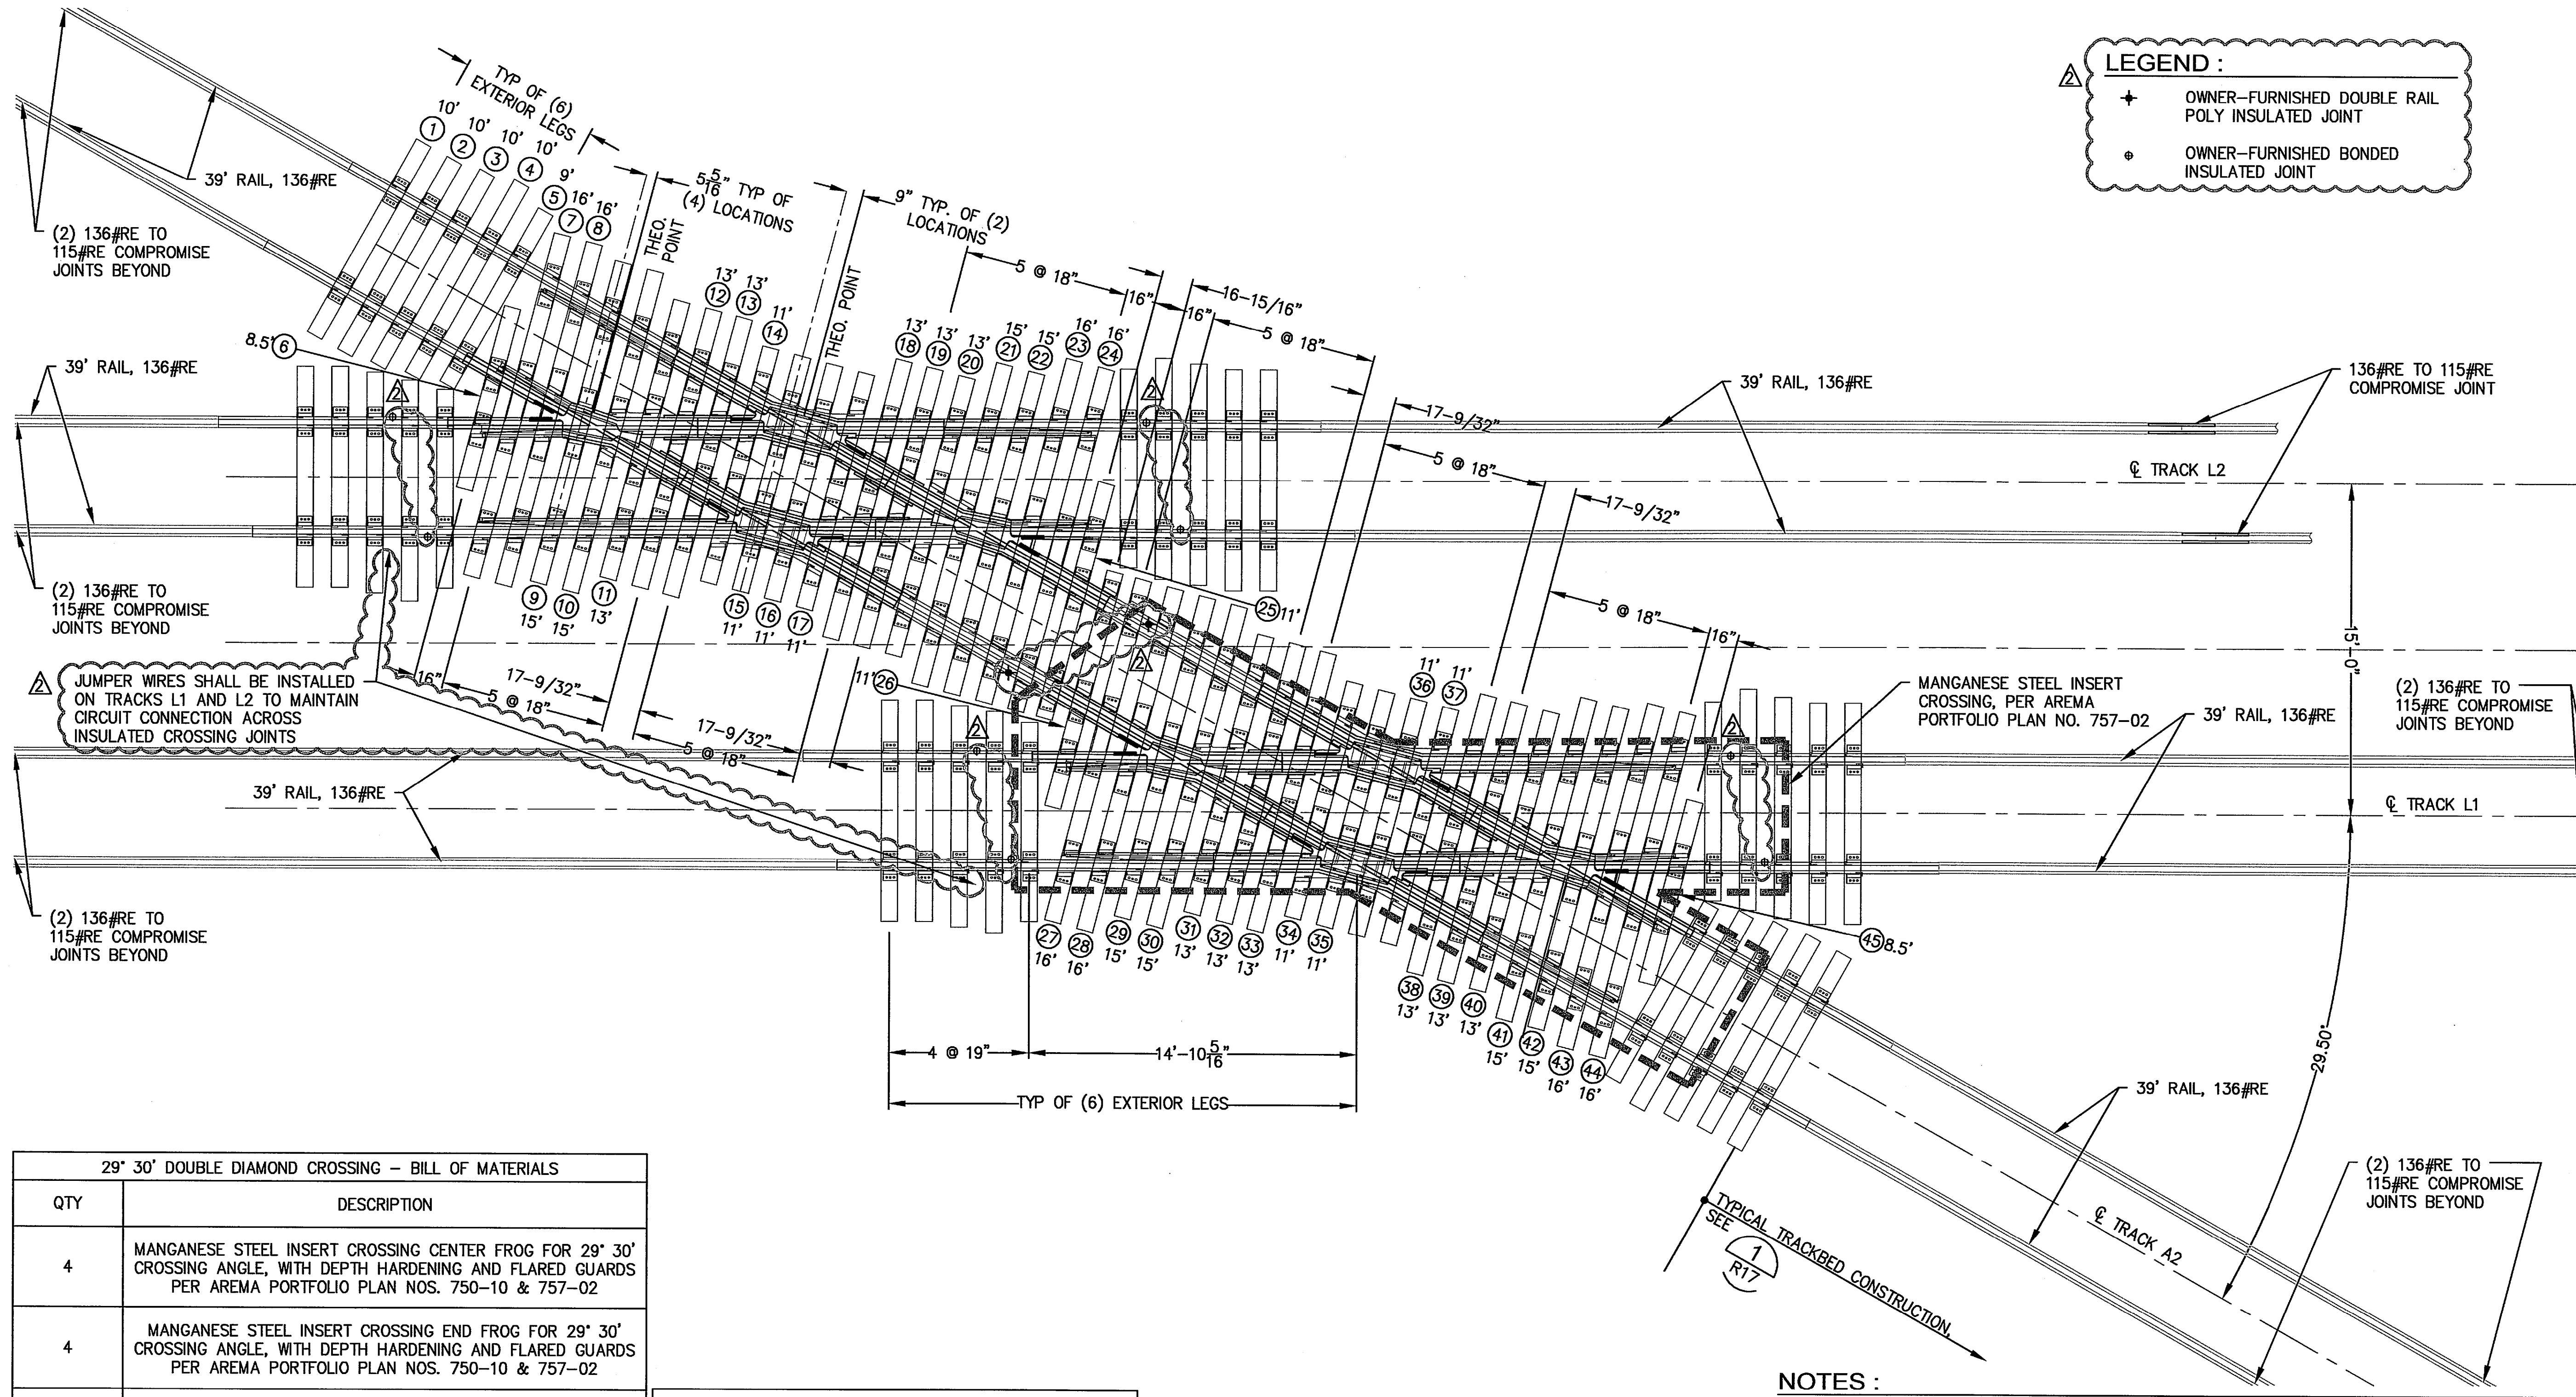 LEGEND :
2
OWNER-FURNISHED DOUBLE RAIL
POLY INSULATED JOINT
OWNER-FURNISHED BONDED
INSULATED JOINT
TYP OF (6)
EXTERIOR LEGS
10' 10' 10' 10' 9' 16' 16'
1 2 3 4 5 7 8
39' RAIL, 136#RE
(2) 136#RE TO
115#RE COMPROMISE
JOINTS BEYOND
THEO.
POINT
5 5/16" TYP OF
(4) LOCATIONS
THEO. POINT
9" TYP. OF (2)
LOCATIONS
5 @ 18"
16"
16"
16-15/16"
5 @ 18"
13' 13' 11'
12 13 14
13' 13' 13' 15' 15' 16' 16'
18 19 20 21 22 23 24
8.5' 6
39' RAIL, 136#RE
2
2
39' RAIL, 136#RE
136#RE TO 115#RE
COMPROMISE JOINT
17-9/32"
5 @ 18"
17-9/32"
℄ TRACK L2
(2) 136#RE TO
115#RE COMPROMISE
JOINTS BEYOND
9 10 11
15' 15' 13'
15 16 17
11' 11' 11'
25 11'
5 @ 18"
16"
15'-0"
2
JUMPER WIRES SHALL BE INSTALLED
ON TRACKS L1 AND L2 TO MAINTAIN
CIRCUIT CONNECTION ACROSS
INSULATED CROSSING JOINTS
16"
5 @ 18"
17-9/32"
5 @ 18"
17-9/32"
11' 26
2
2
11' 11'
36 37
MANGANESE STEEL INSERT
CROSSING, PER AREMA
PORTFOLIO PLAN NO. 757-02
2
39' RAIL, 136#RE
(2) 136#RE TO
115#RE COMPROMISE
JOINTS BEYOND
39' RAIL, 136#RE
℄ TRACK L1
(2) 136#RE TO
115#RE COMPROMISE
JOINTS BEYOND
27 28 29 30 31 32 33 34 35
16' 16' 15' 15' 13' 13' 13' 11' 11'
45 8.5'
38 39 40 41 42 43 44
13' 13' 13' 15' 15' 16' 16'
4 @ 19"
14'-10 5/16"
TYP OF (6) EXTERIOR LEGS
29.50°
39' RAIL, 136#RE
(2) 136#RE TO
115#RE COMPROMISE
JOINTS BEYOND
℄ TRACK A2
TYPICAL TRACKBED CONSTRUCTION,
SEE
1
R17
29° 30' DOUBLE DIAMOND CROSSING - BILL OF MATERIALS
QTY DESCRIPTION
4 MANGANESE STEEL INSERT CROSSING CENTER FROG FOR 29° 30'
CROSSING ANGLE, WITH DEPTH HARDENING AND FLARED GUARDS
PER AREMA PORTFOLIO PLAN NOS. 750-10 & 757-02
4 MANGANESE STEEL INSERT CROSSING END FROG FOR 29° 30'
CROSSING ANGLE, WITH DEPTH HARDENING AND FLARED GUARDS
PER AREMA PORTFOLIO PLAN NOS. 750-10 & 757-02
NOTES :